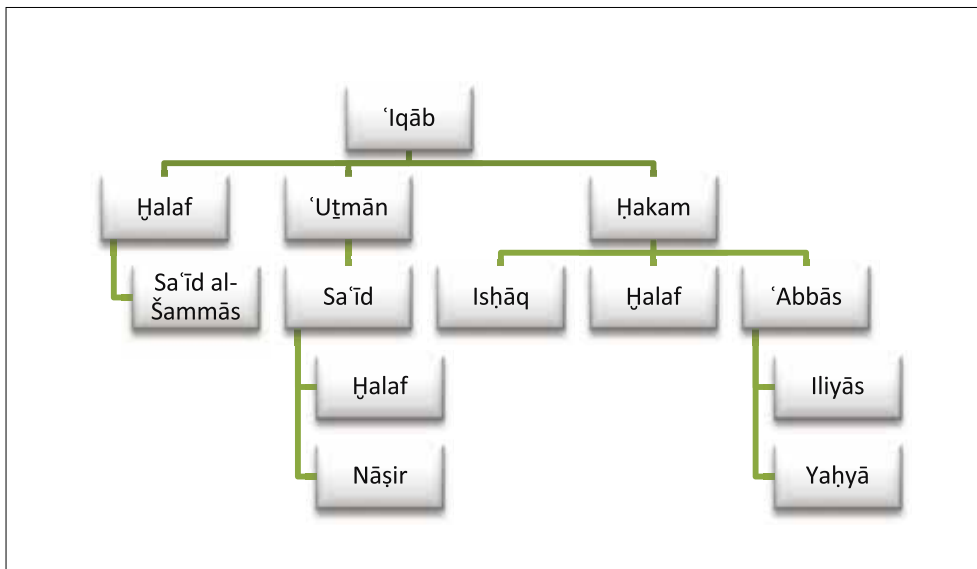 ʿIqāb
Ḫalaf
ʿUṯmān
Ḥakam
Saʿīd al-
Šammās
Saʿīd
Isḥāq
Ḫalaf
ʿAbbās
Ḫalaf
Iliyās
Nāṣir
Yaḥyā